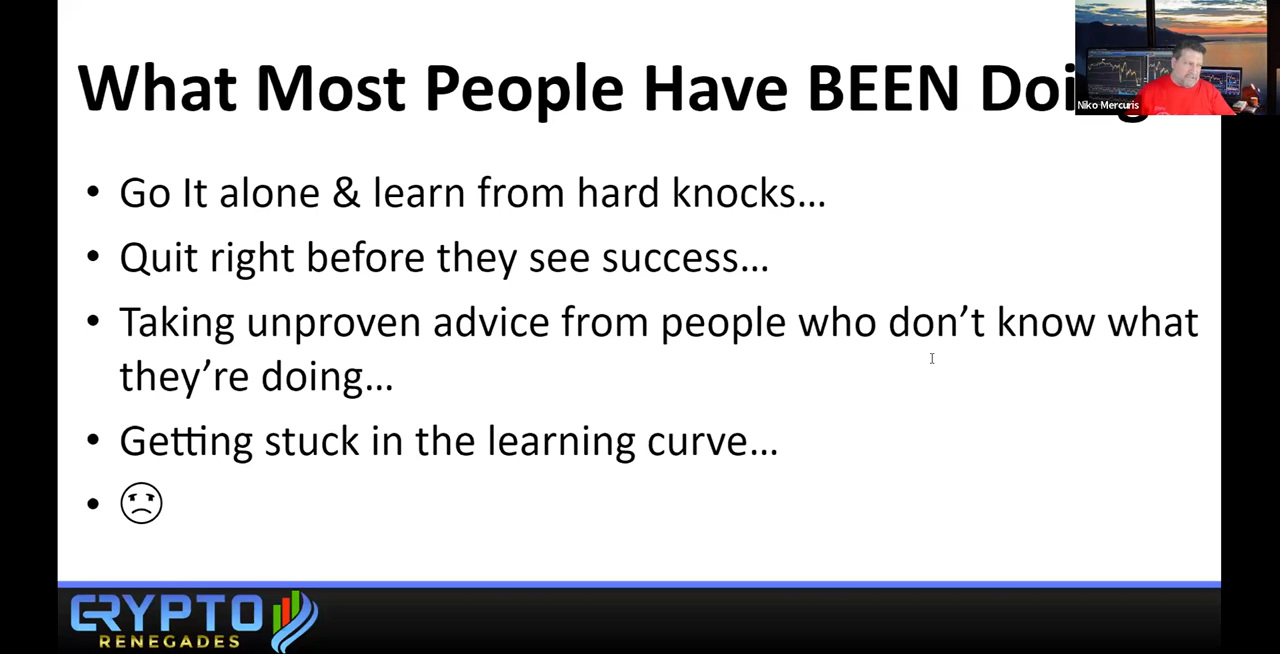 What Most People Have BEEN Doing
Niko Mercuris
• Go It alone & learn from hard knocks…
• Quit right before they see success…
• Taking unproven advice from people who don’t know what
they’re doing…
• Getting stuck in the learning curve…
•
CRYPTO
RENEGADES